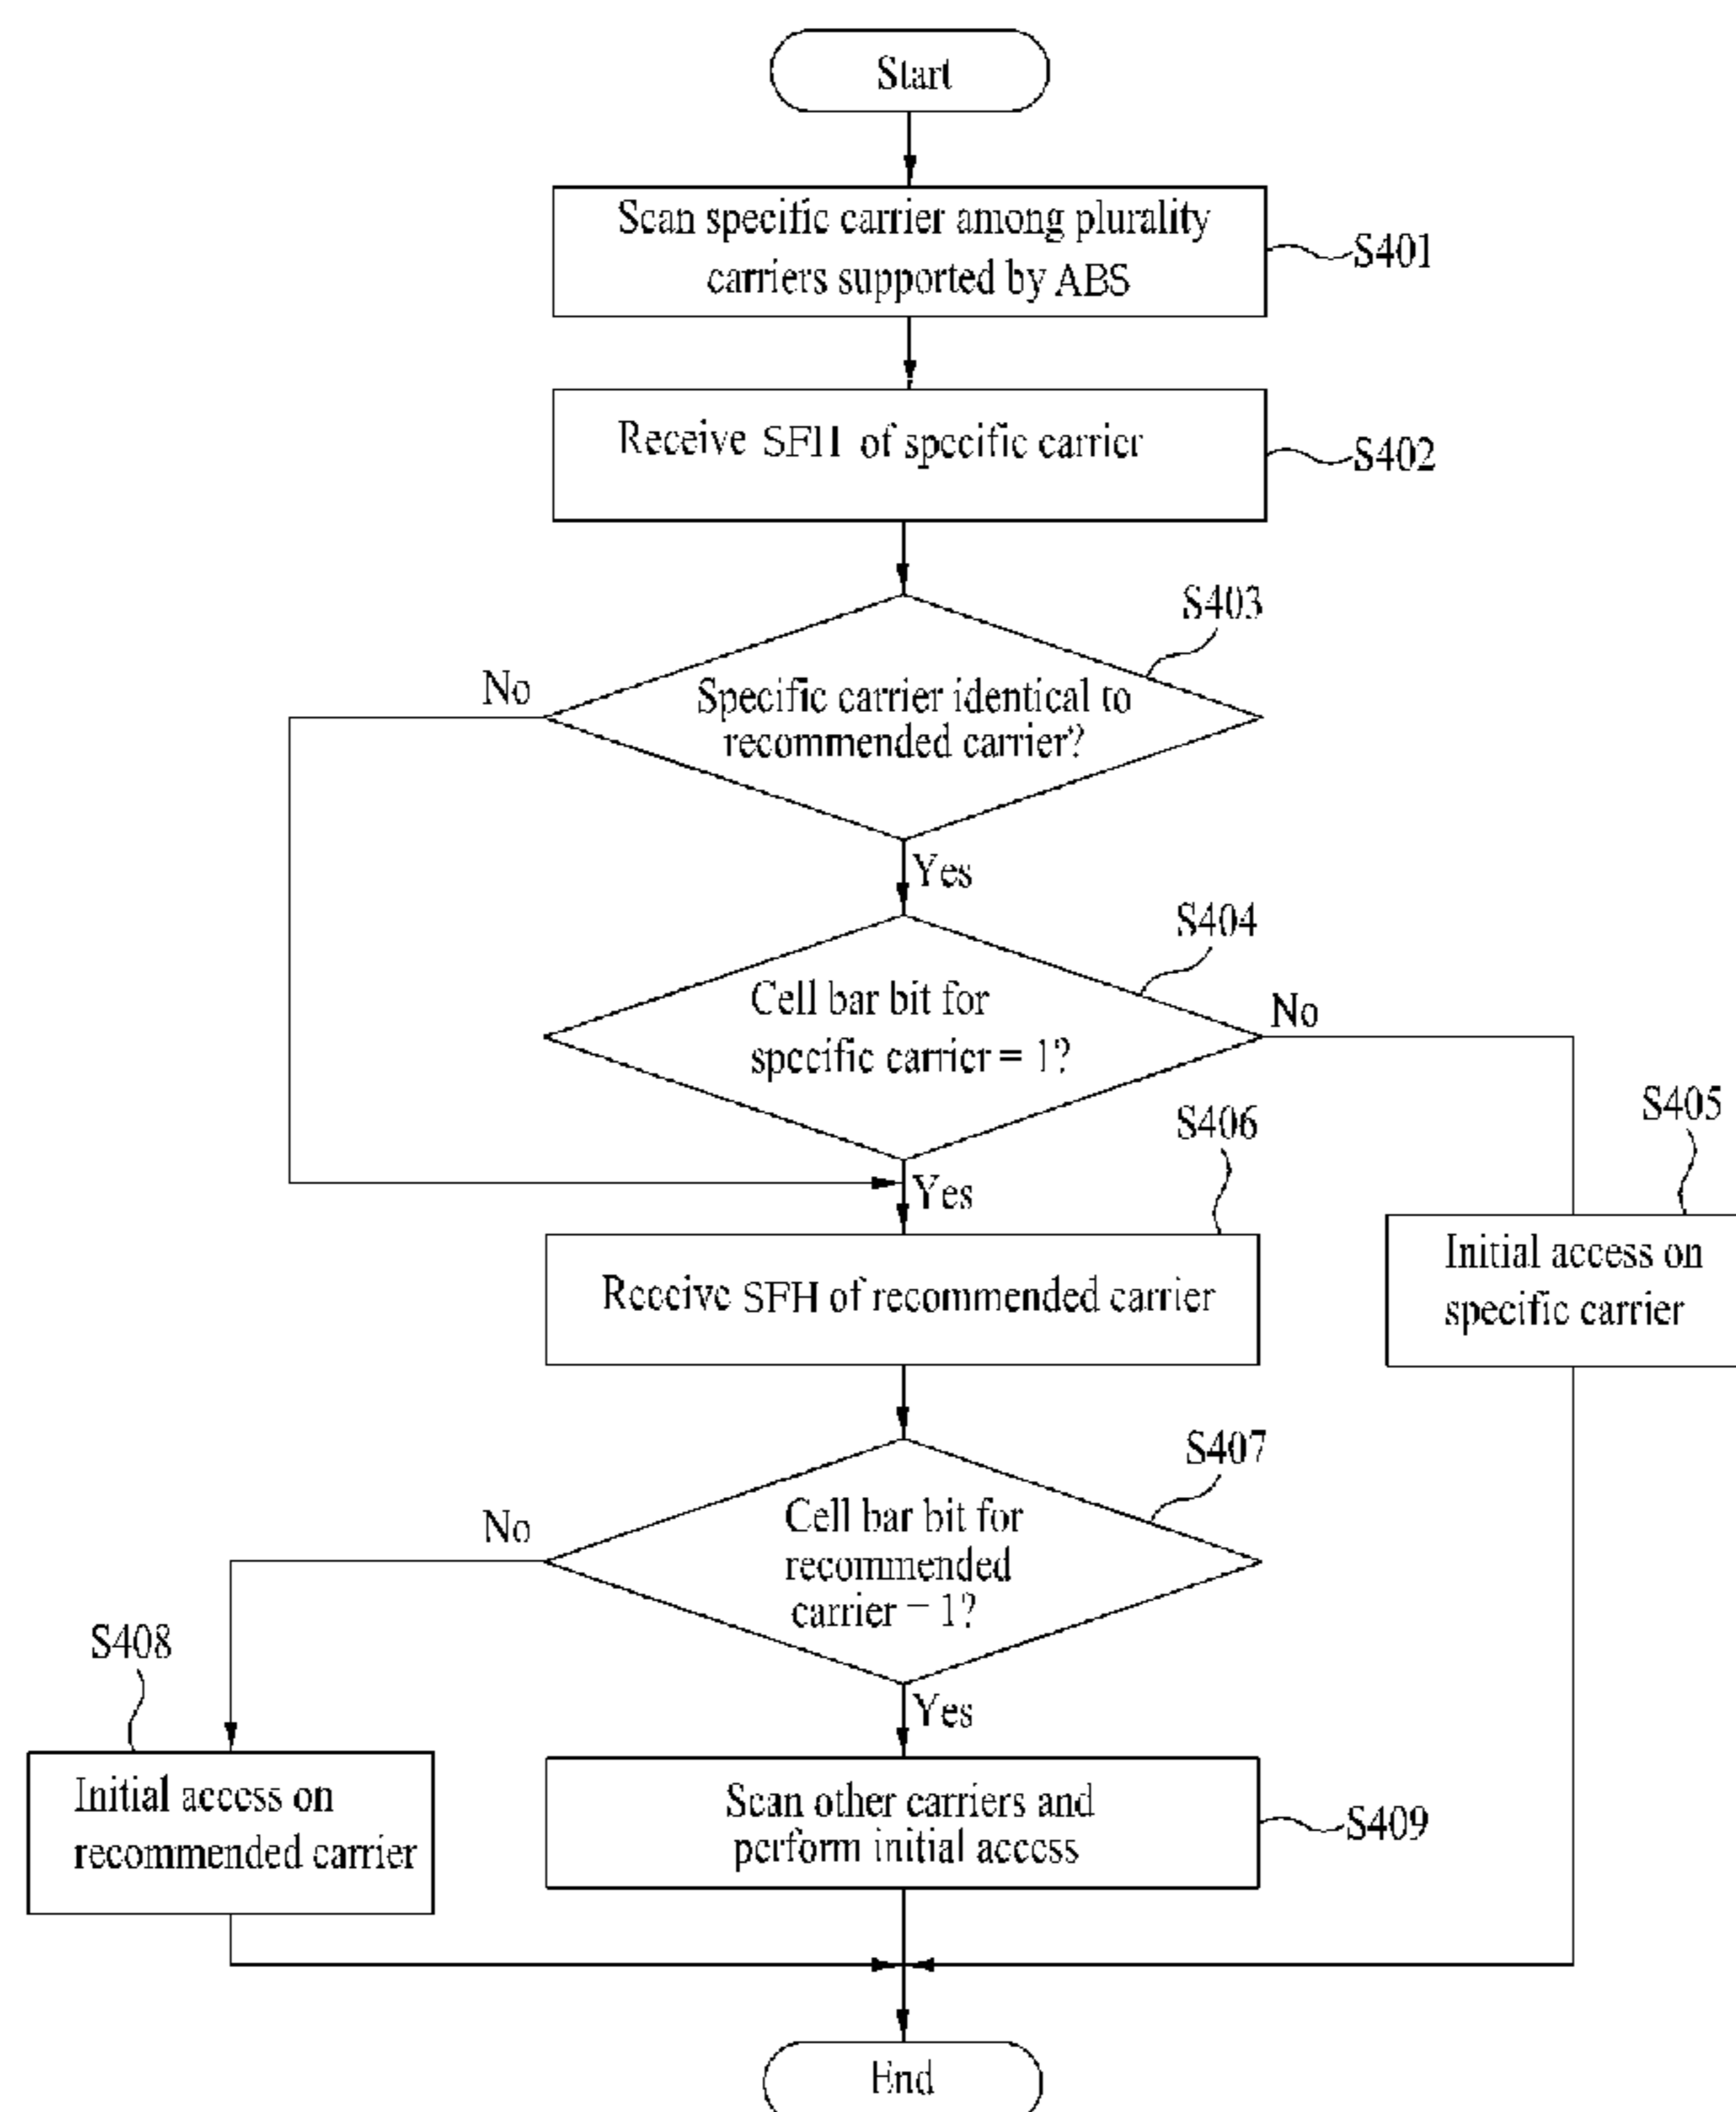 Start
Scan specific carrier among plurality
carriers supported by ABS
S401
Receive SFH of specific carrier
S402
S403
No
Specific carrier identical to
recommended carrier?
Yes
S404
Cell bar bit for
specific carrier = 1?
No
S405
S406
Yes
Initial access on
specific carrier
Receive SFH of recommended carrier
S407
No
Cell bar bit for
recommended
carrier = 1?
S408
Yes
Initial access on
recommended carrier
Scan other carriers and
perform initial access
S409
End